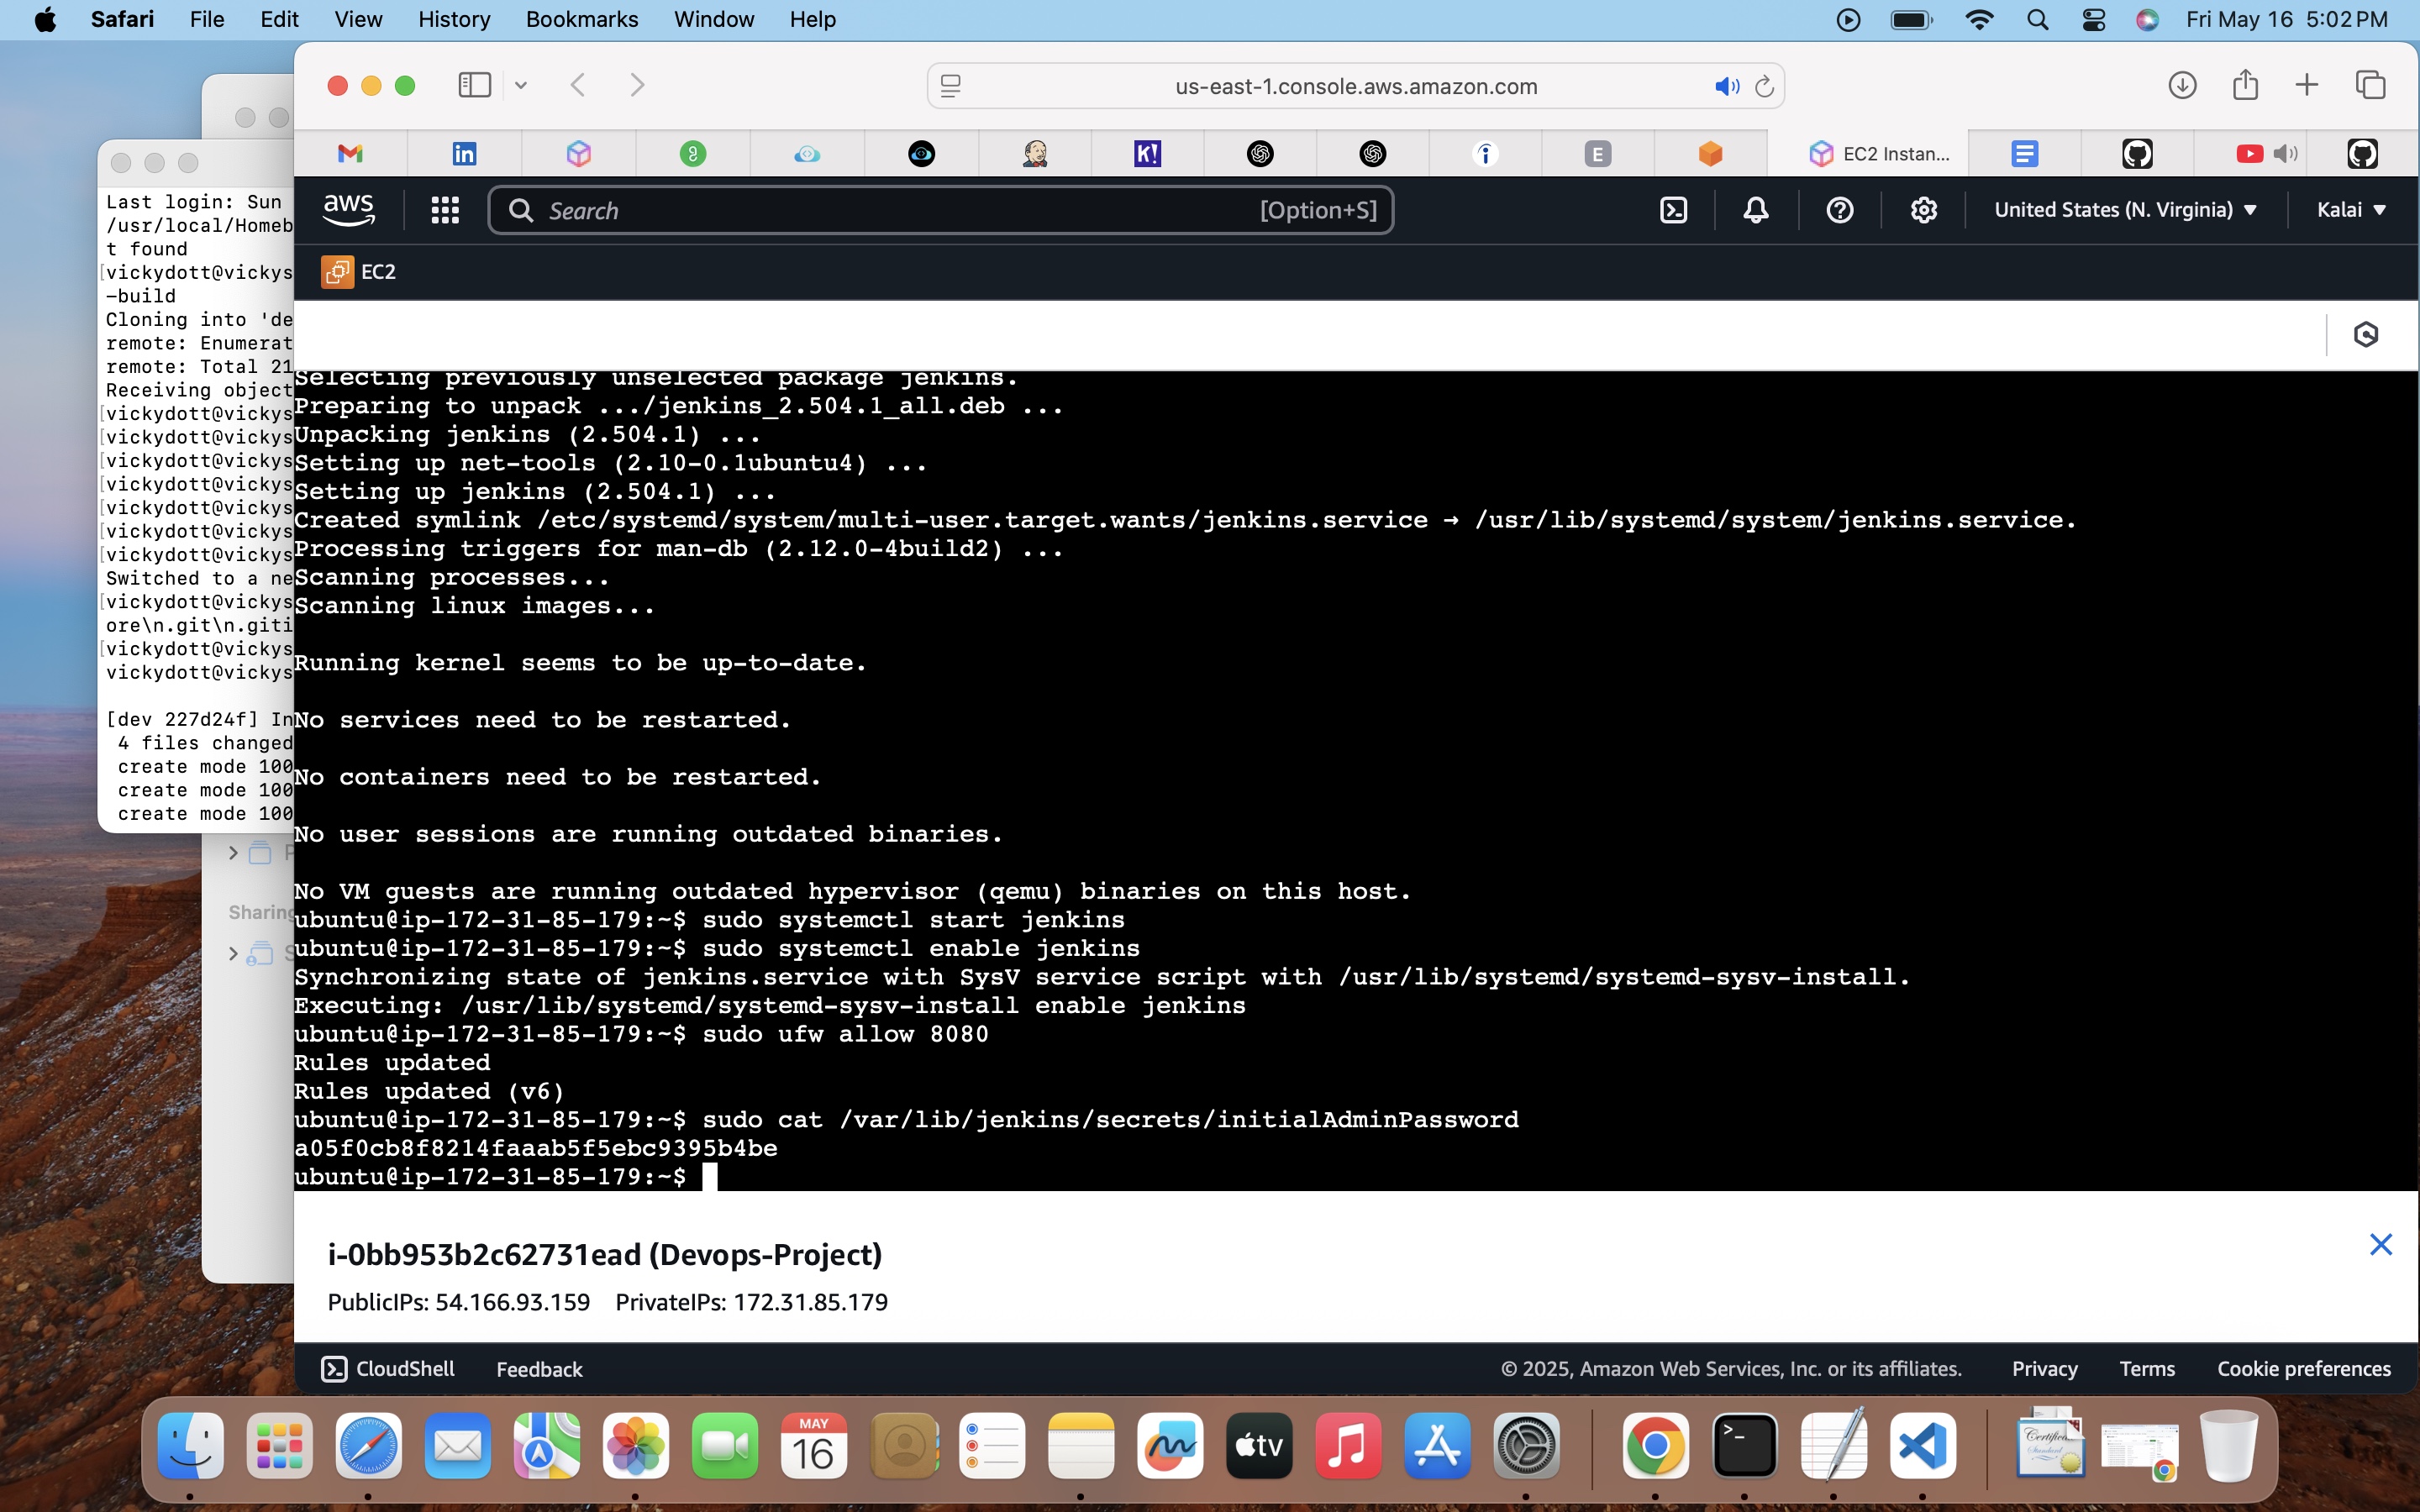 Safari File Edit View History Bookmarks Window Help Fri May 16 5:02 PM
us-east-1.console.aws.amazon.com
in K! E EC2 Instan...
aws Search [Option+S] United States (N. Virginia) Kalai
EC2
Last login: Sun
/usr/local/Homeb
t found
[vickydott@vickys
-build
Cloning into 'de
remote: Enumerat
remote: Total 21
Receiving object
[vickydott@vickys
[vickydott@vickys
[vickydott@vickys
[vickydott@vickys
[vickydott@vickys
[vickydott@vickys
[vickydott@vickys
Switched to a ne
[vickydott@vickys
ore\n.git\n.giti
[vickydott@vickys
vickydott@vickys
[dev 227d24f] In
4 files changed
create mode 100
create mode 100
create mode 100
Sharing
Selecting previously unselected package jenkins.
Preparing to unpack .../jenkins_2.504.1_all.deb ...
Unpacking jenkins (2.504.1) ...
Setting up net-tools (2.10-0.1ubuntu4) ...
Setting up jenkins (2.504.1) ...
Created symlink /etc/systemd/system/multi-user.target.wants/jenkins.service → /usr/lib/systemd/system/jenkins.service.
Processing triggers for man-db (2.12.0-4build2) ...
Scanning processes...
Scanning linux images...
Running kernel seems to be up-to-date.
No services need to be restarted.
No containers need to be restarted.
No user sessions are running outdated binaries.
No VM guests are running outdated hypervisor (qemu) binaries on this host.
ubuntu@ip-172-31-85-179:~$ sudo systemctl start jenkins
ubuntu@ip-172-31-85-179:~$ sudo systemctl enable jenkins
Synchronizing state of jenkins.service with SysV service script with /usr/lib/systemd/systemd-sysv-install.
Executing: /usr/lib/systemd/systemd-sysv-install enable jenkins
ubuntu@ip-172-31-85-179:~$ sudo ufw allow 8080
Rules updated
Rules updated (v6)
ubuntu@ip-172-31-85-179:~$ sudo cat /var/lib/jenkins/secrets/initialAdminPassword
a05f0cb8f8214faaab5f5ebc9395b4be
ubuntu@ip-172-31-85-179:~$
i-0bb953b2c62731ead (Devops-Project)
PublicIPs: 54.166.93.159 PrivateIPs: 172.31.85.179
CloudShell Feedback © 2025, Amazon Web Services, Inc. or its affiliates. Privacy Terms Cookie preferences
MAY
16
tv